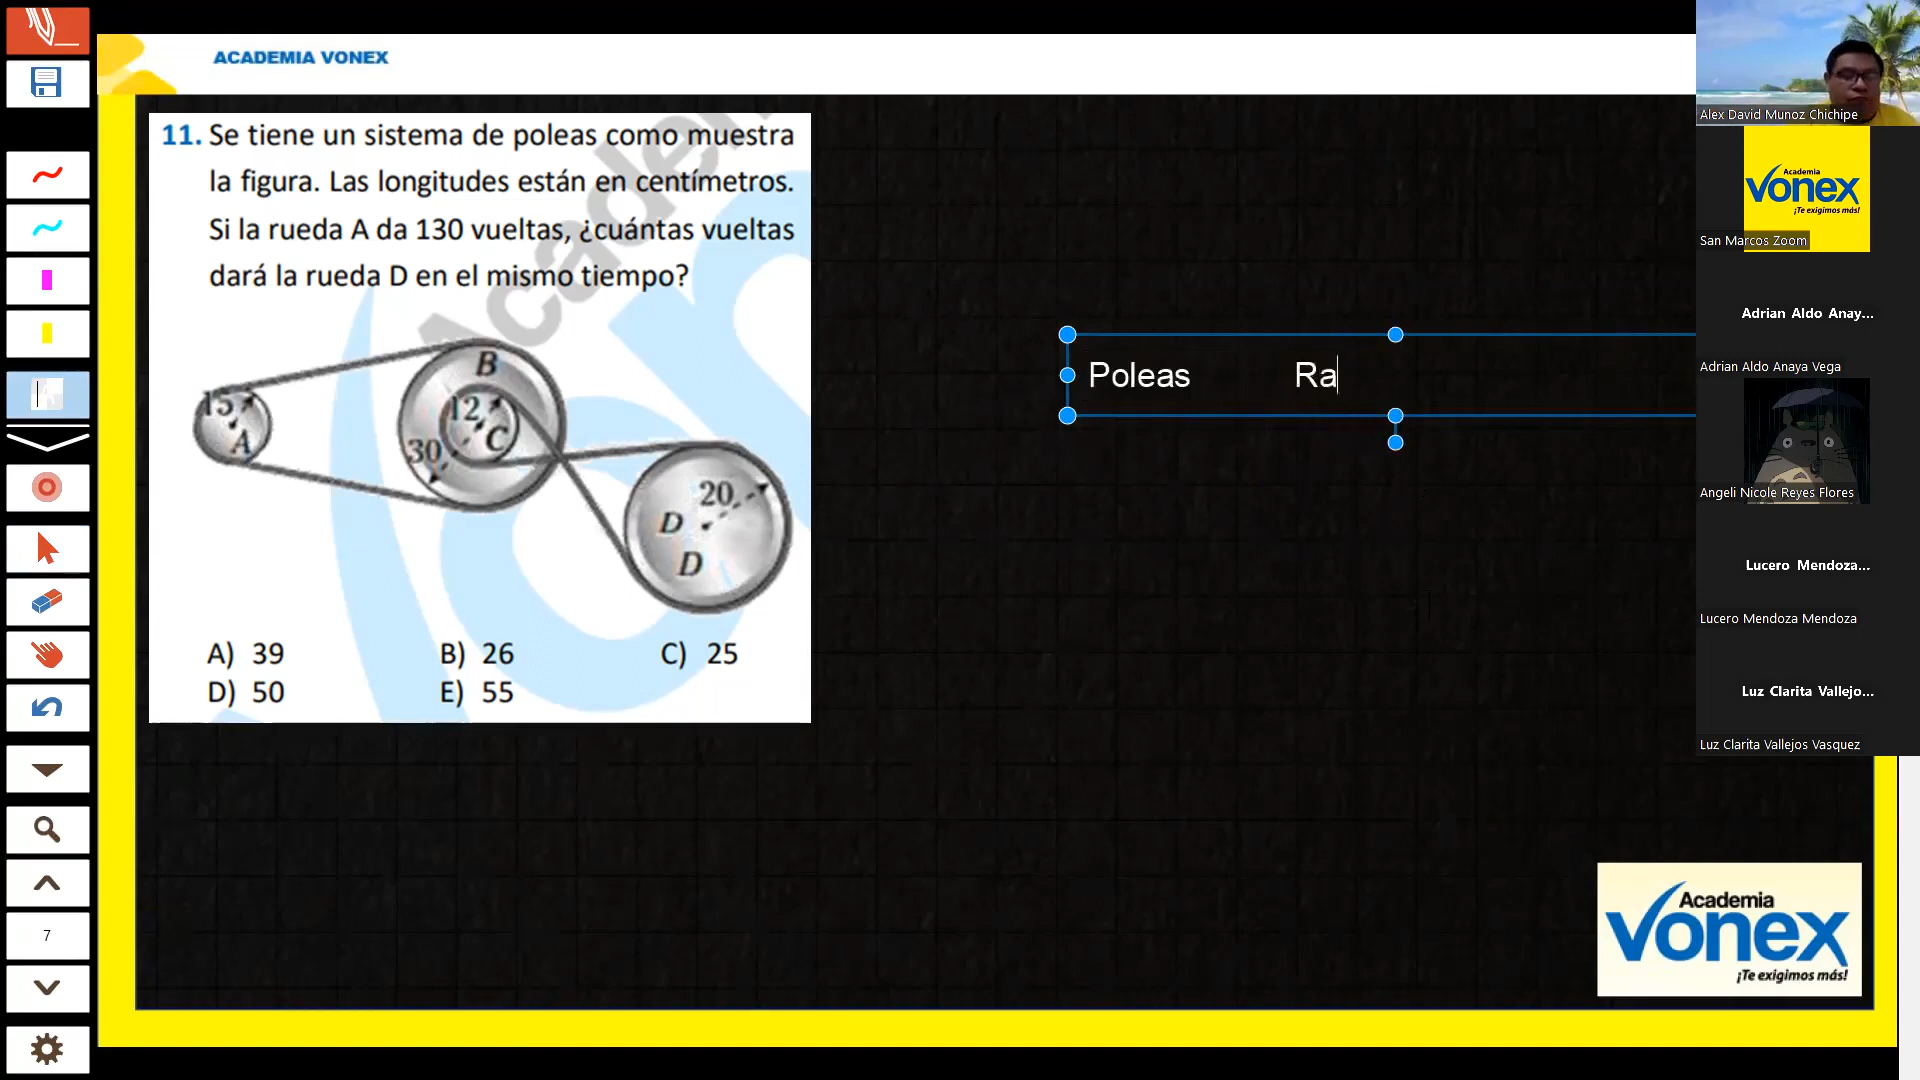 ACADEMIA VONEX
11. Se tiene un sistema de poleas como muestra
la figura. Las longitudes están en centímetros.
Si la rueda A da 130 vueltas, ¿cuántas vueltas
dará la rueda D en el mismo tiempo?
Academ
B
15
12
A
C
30
20
D
D
A) 39
B) 26
C) 25
D) 50
E) 55
Poleas Ra
Alex David Munoz Chichipe
Academia
vonex
¡Te exigimos más!
San Marcos Zoom
Adrian Aldo Anay...
Adrian Aldo Anaya Vega
Angeli Nicole Reyes Flores
Lucero Mendoza...
Lucero Mendoza Mendoza
Luz Clarita Vallejo...
Luz Clarita Vallejos Vasquez
7
Academia
vonex
¡Te exigimos más!